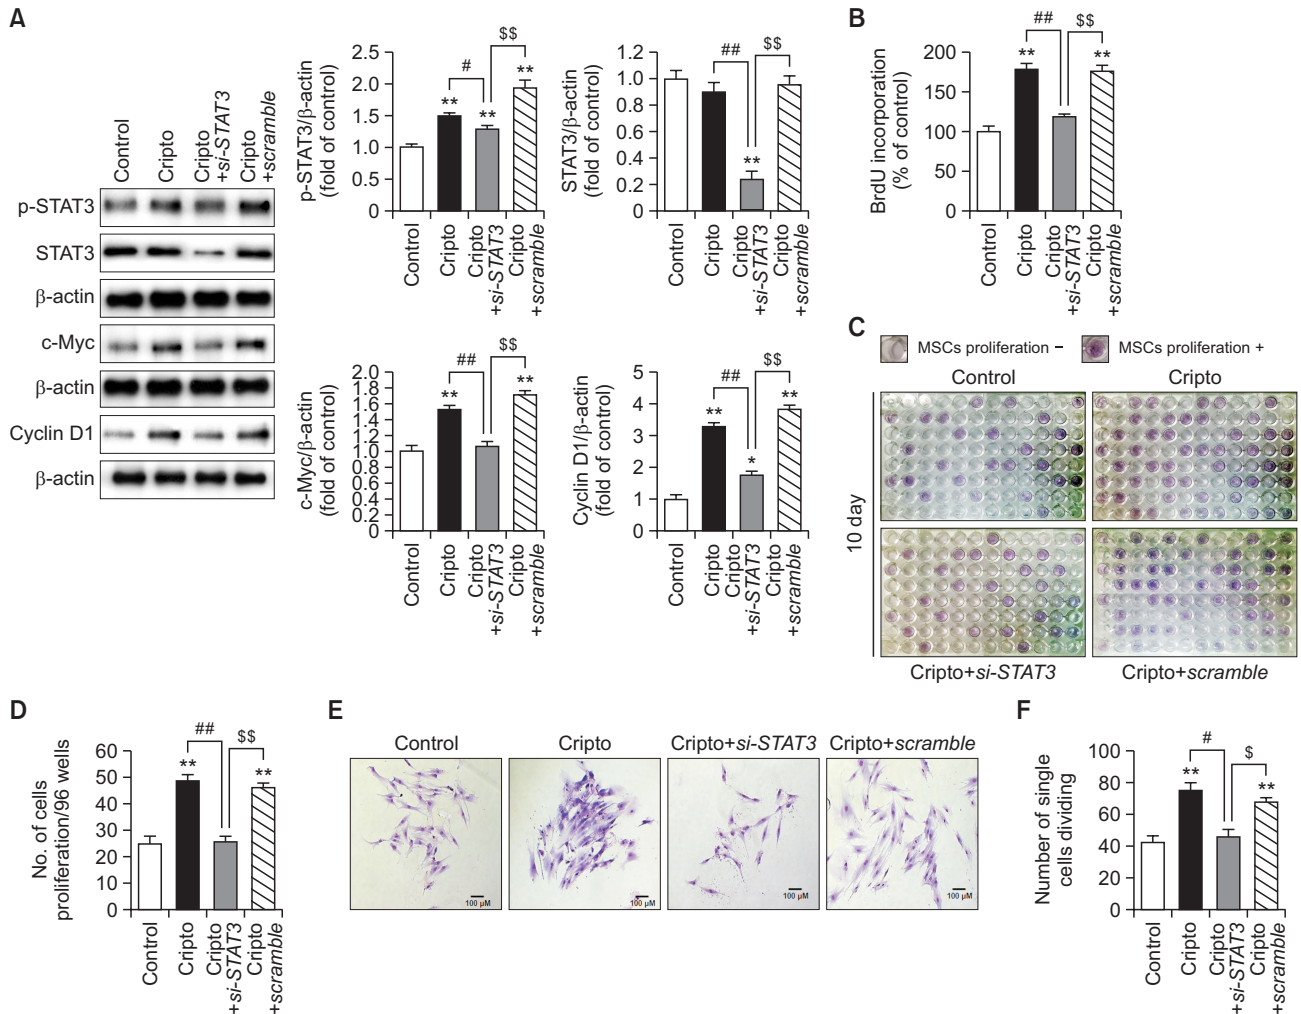 A
Control
Cripto
Cripto
+si-STAT3
Cripto
+scramble
p-STAT3
STAT3
β-actin
c-Myc
β-actin
Cyclin D1
β-actin
p-STAT3/β-actin
(fold of control)
2.5
2.0
1.5
1.0
0.5
0
**
#
**
$$
**
Control
Cripto
Cripto
+si-STAT3
Cripto
+scramble
STAT3/β-actin
(fold of control)
1.2
1.0
0.8
0.6
0.4
0.2
0
##
**
$$
Control
Cripto
Cripto
+si-STAT3
Cripto
+scramble
c-Myc/β-actin
(fold of control)
2.0
1.8
1.6
1.4
1.2
1.0
0.8
0.6
0.4
0.2
0
**
##
$$
**
Control
Cripto
Cripto
+si-STAT3
Cripto
+scramble
Cyclin D1/β-actin
(fold of control)
5
4
3
2
1
0
**
##
*
$$
**
Control
Cripto
Cripto
+si-STAT3
Cripto
+scramble
B
BrdU incorporation
(% of control)
200
150
100
50
0
**
##
$$
**
Control
Cripto
Cripto
+si-STAT3
Cripto
+scramble
C
MSCs proliferation −
MSCs proliferation +
Control
Cripto
10 day
Cripto+si-STAT3
Cripto+scramble
D
No. of cells
proliferation/96 wells
60
50
40
30
20
10
0
**
##
$$
**
Control
Cripto
Cripto
+si-STAT3
Cripto
+scramble
E
Control
Cripto
Cripto+si-STAT3
Cripto+scramble
100 μM
100 μM
100 μM
100 μM
F
Number of single
cells dividing
100
80
60
40
20
0
**
#
$
**
Control
Cripto
Cripto
+si-STAT3
Cripto
+scramble